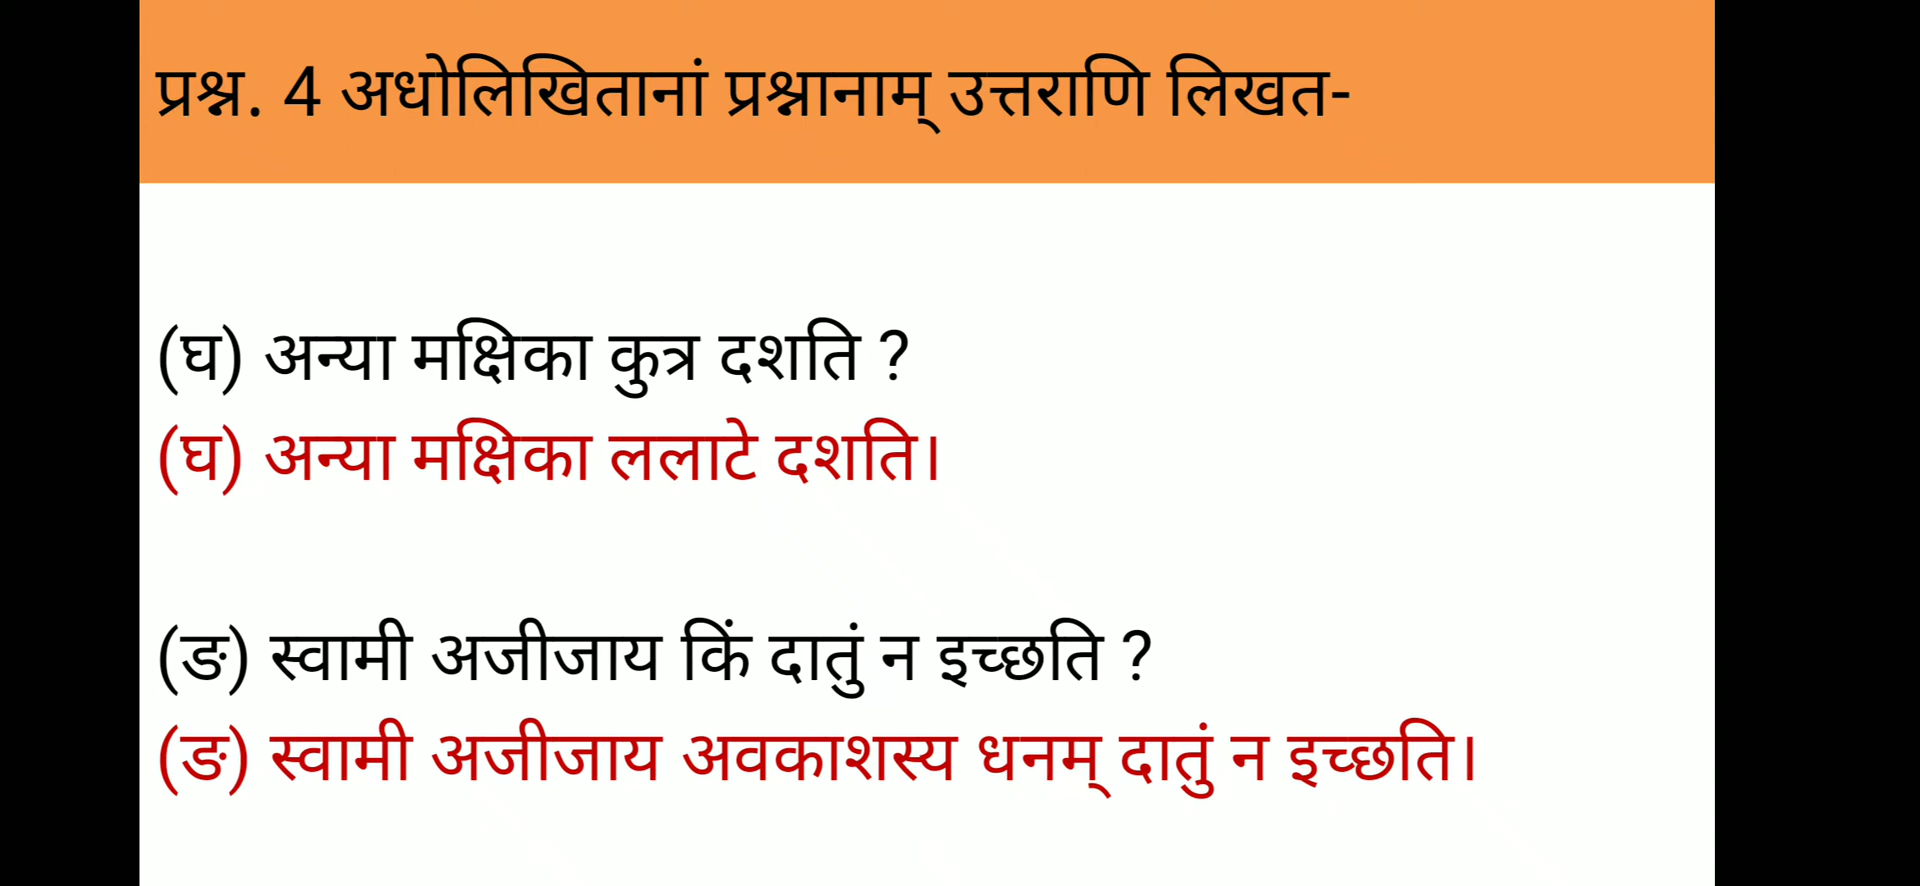 प्रश्न. 4 अधोलिखितानां प्रश्नानाम् उत्तराणि लिखत-
(घ) अन्या मक्षिका कुत्र दशति ?
(घ) अन्या मक्षिका ललाटे दशति।
(ङ) स्वामी अजीजाय किं दातुं न इच्छति ?
(ङ) स्वामी अजीजाय अवकाशस्य धनम् दातुं न इच्छति।